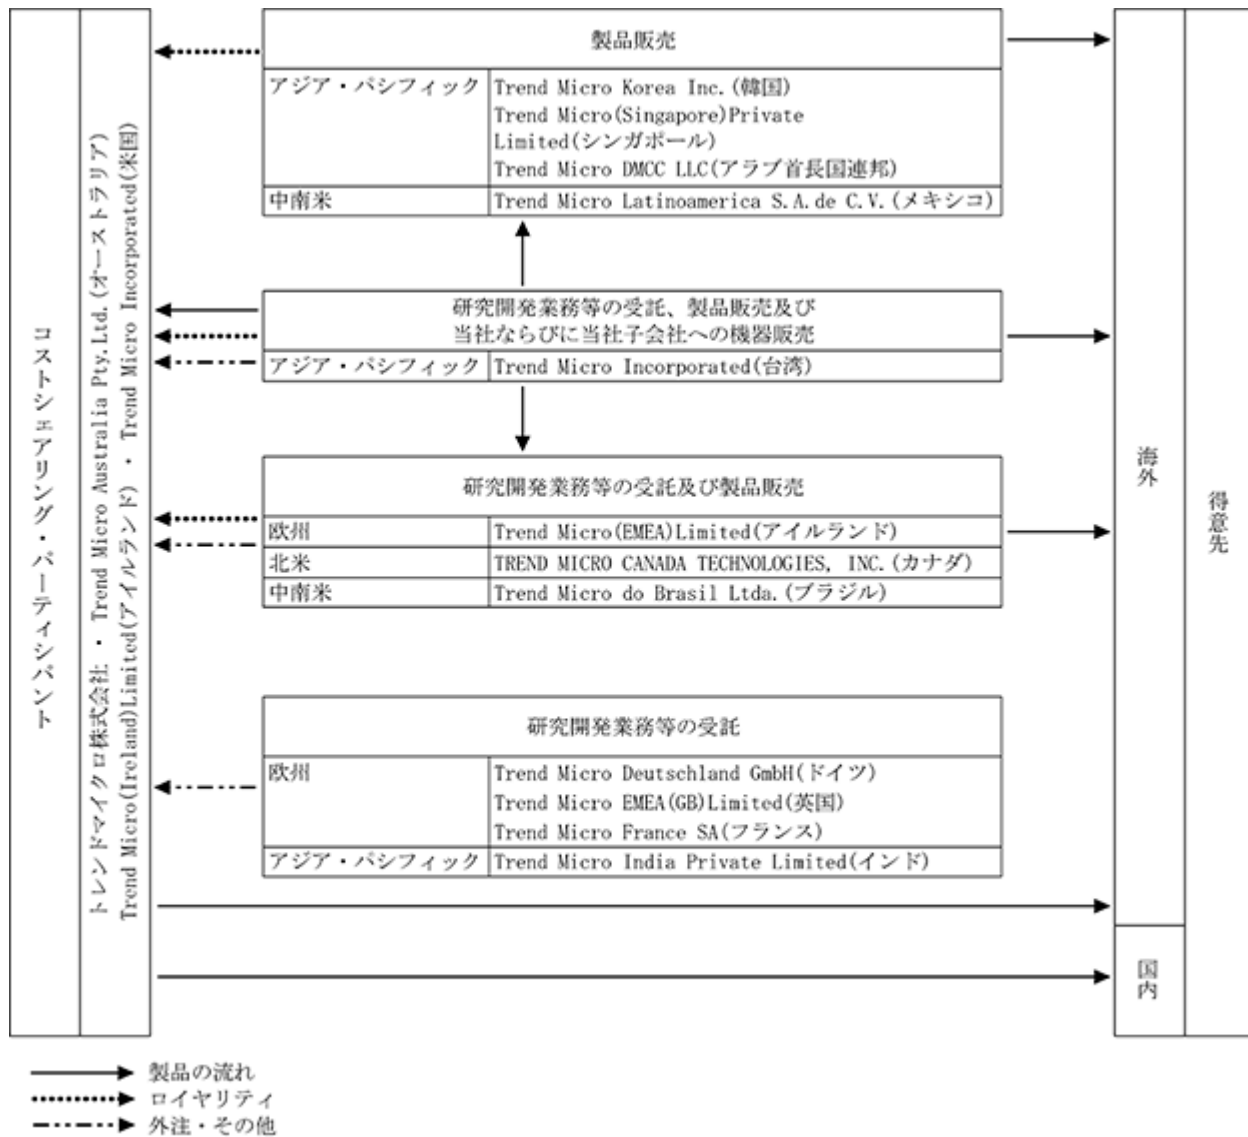 コストシェアリング・パーティシパント
トレンドマイクロ株式会社 ・ Trend Micro Australia Pty.Ltd.(オーストラリア)
Trend Micro(Ireland)Limited(アイルランド) ・ Trend Micro Incorporated(米国)
製品販売
アジア・パシフィック Trend Micro Korea Inc.(韓国)
Trend Micro(Singapore)Private
Limited(シンガポール)
Trend Micro DMCC LLC(アラブ首長国連邦)
中南米 Trend Micro Latinoamerica S.A.de C.V.(メキシコ)
研究開発業務等の受託、製品販売及び
当社ならびに当社子会社への機器販売
アジア・パシフィック Trend Micro Incorporated(台湾)
研究開発業務等の受託及び製品販売
欧州 Trend Micro(EMEA)Limited(アイルランド)
北米 TREND MICRO CANADA TECHNOLOGIES, INC.(カナダ)
中南米 Trend Micro do Brasil Ltda.(ブラジル)
研究開発業務等の受託
欧州 Trend Micro Deutschland GmbH(ドイツ)
Trend Micro EMEA(GB)Limited(英国)
Trend Micro France SA(フランス)
アジア・パシフィック Trend Micro India Private Limited(インド)
海外
国内
得意先
製品の流れ
ロイヤリティ
外注・その他